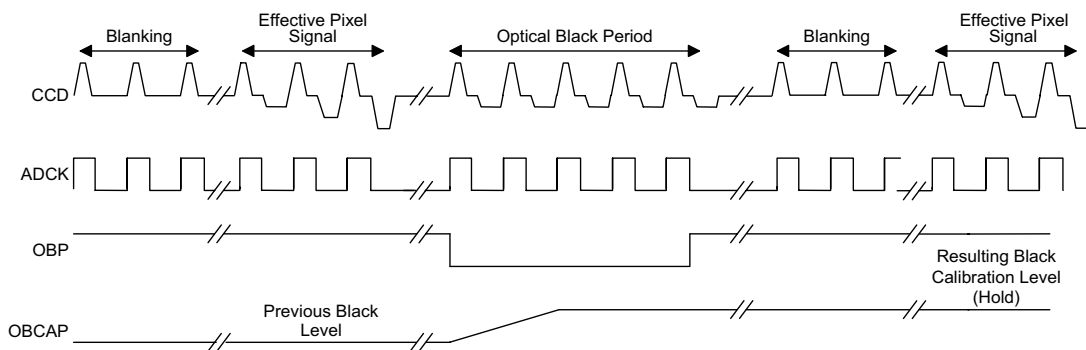 Effective Pixel
Signal
Blanking
Optical Black Period
Blanking
Effective Pixel
Signal
CCD
ADCK
OBP
Resulting Black
Calibration Level
(Hold)
Previous Black
Level
OBCAP